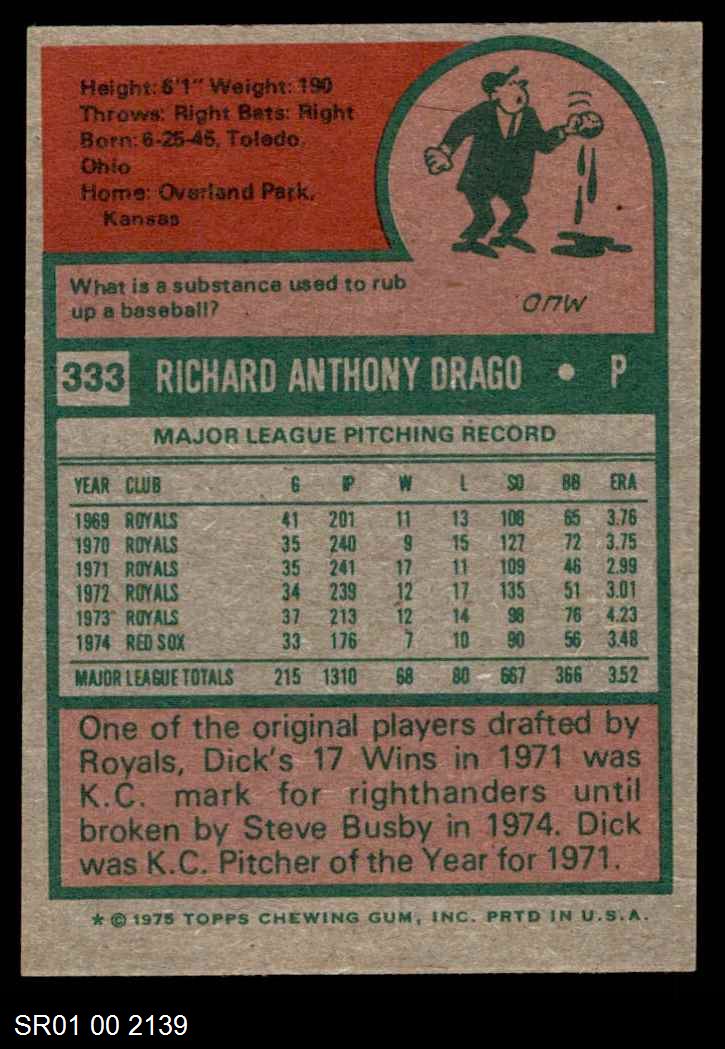 Height: 6'1" Weight: 190
Throws: Right Bats: Right
Born: 6-25-45, Toledo,
Ohio
Home: Overland Park,
Kansas
What is a substance used to rub
up a baseball?
MUD
333 RICHARD ANTHONY DRAGO • P
MAJOR LEAGUE PITCHING RECORD
YEAR CLUB G IP W L SO BB ERA
1969 ROYALS 41 201 11 13 108 65 3.76
1970 ROYALS 35 240 9 15 127 72 3.75
1971 ROYALS 35 241 17 11 109 46 2.99
1972 ROYALS 34 239 12 17 135 51 3.01
1973 ROYALS 37 213 12 14 98 76 4.23
1974 RED SOX 33 176 7 10 90 56 3.48
MAJOR LEAGUE TOTALS 215 1310 68 80 667 366 3.52
One of the original players drafted by
Royals, Dick's 17 Wins in 1971 was
K.C. mark for righthanders until
broken by Steve Busby in 1974. Dick
was K.C. Pitcher of the Year for 1971.
* © 1975 TOPPS CHEWING GUM, INC. PRTD IN U.S.A.
SR01 00 2139